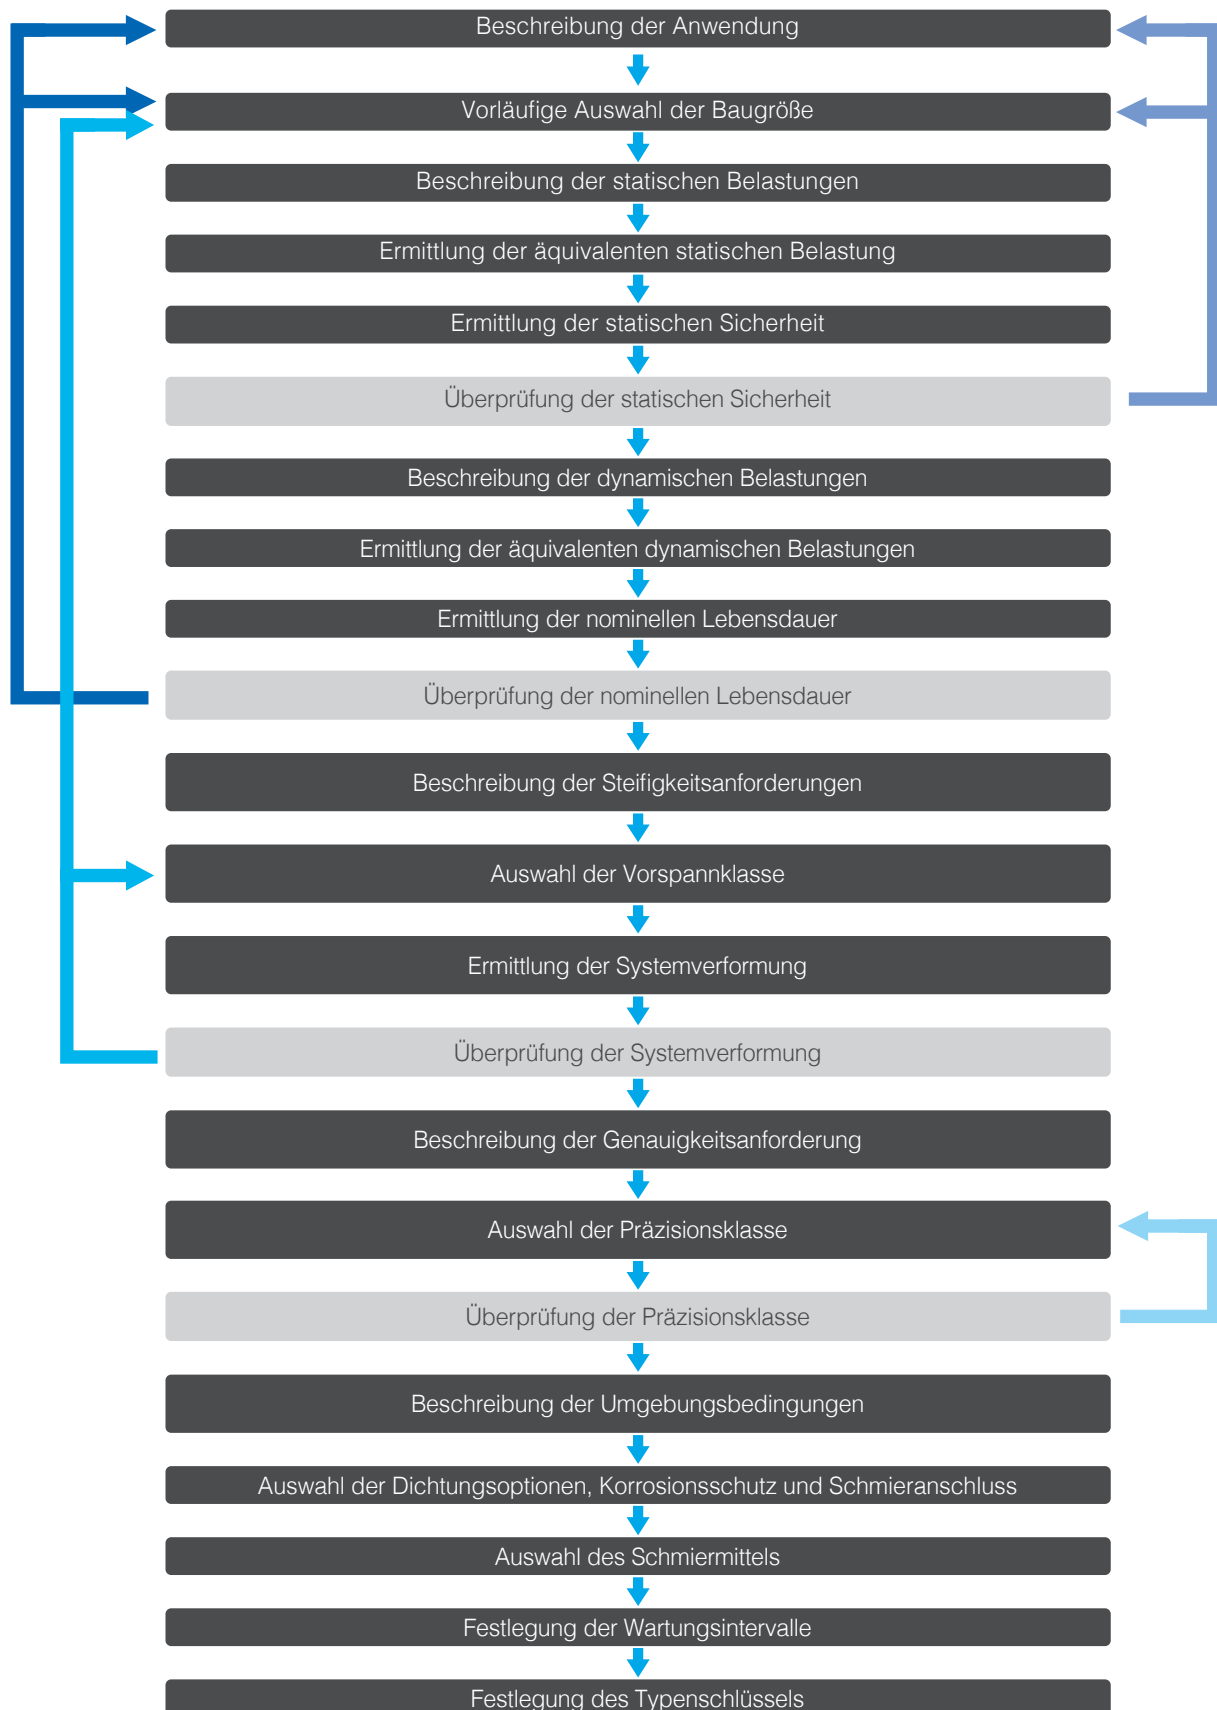 Beschreibung der Anwendung
Vorläufige Auswahl der Baugröße
Beschreibung der statischen Belastungen
Ermittlung der äquivalenten statischen Belastung
Ermittlung der statischen Sicherheit
Überprüfung der statischen Sicherheit
Beschreibung der dynamischen Belastungen
Ermittlung der äquivalenten dynamischen Belastungen
Ermittlung der nominellen Lebensdauer
Überprüfung der nominellen Lebensdauer
Beschreibung der Steifigkeitsanforderungen
Auswahl der Vorspannklasse
Ermittlung der Systemverformung
Überprüfung der Systemverformung
Beschreibung der Genauigkeitsanforderung
Auswahl der Präzisionsklasse
Überprüfung der Präzisionsklasse
Beschreibung der Umgebungsbedingungen
Auswahl der Dichtungsoptionen, Korrosionsschutz und Schmieranschluss
Auswahl des Schmiermittels
Festlegung der Wartungsintervalle
Festlegung des Typenschlüssels